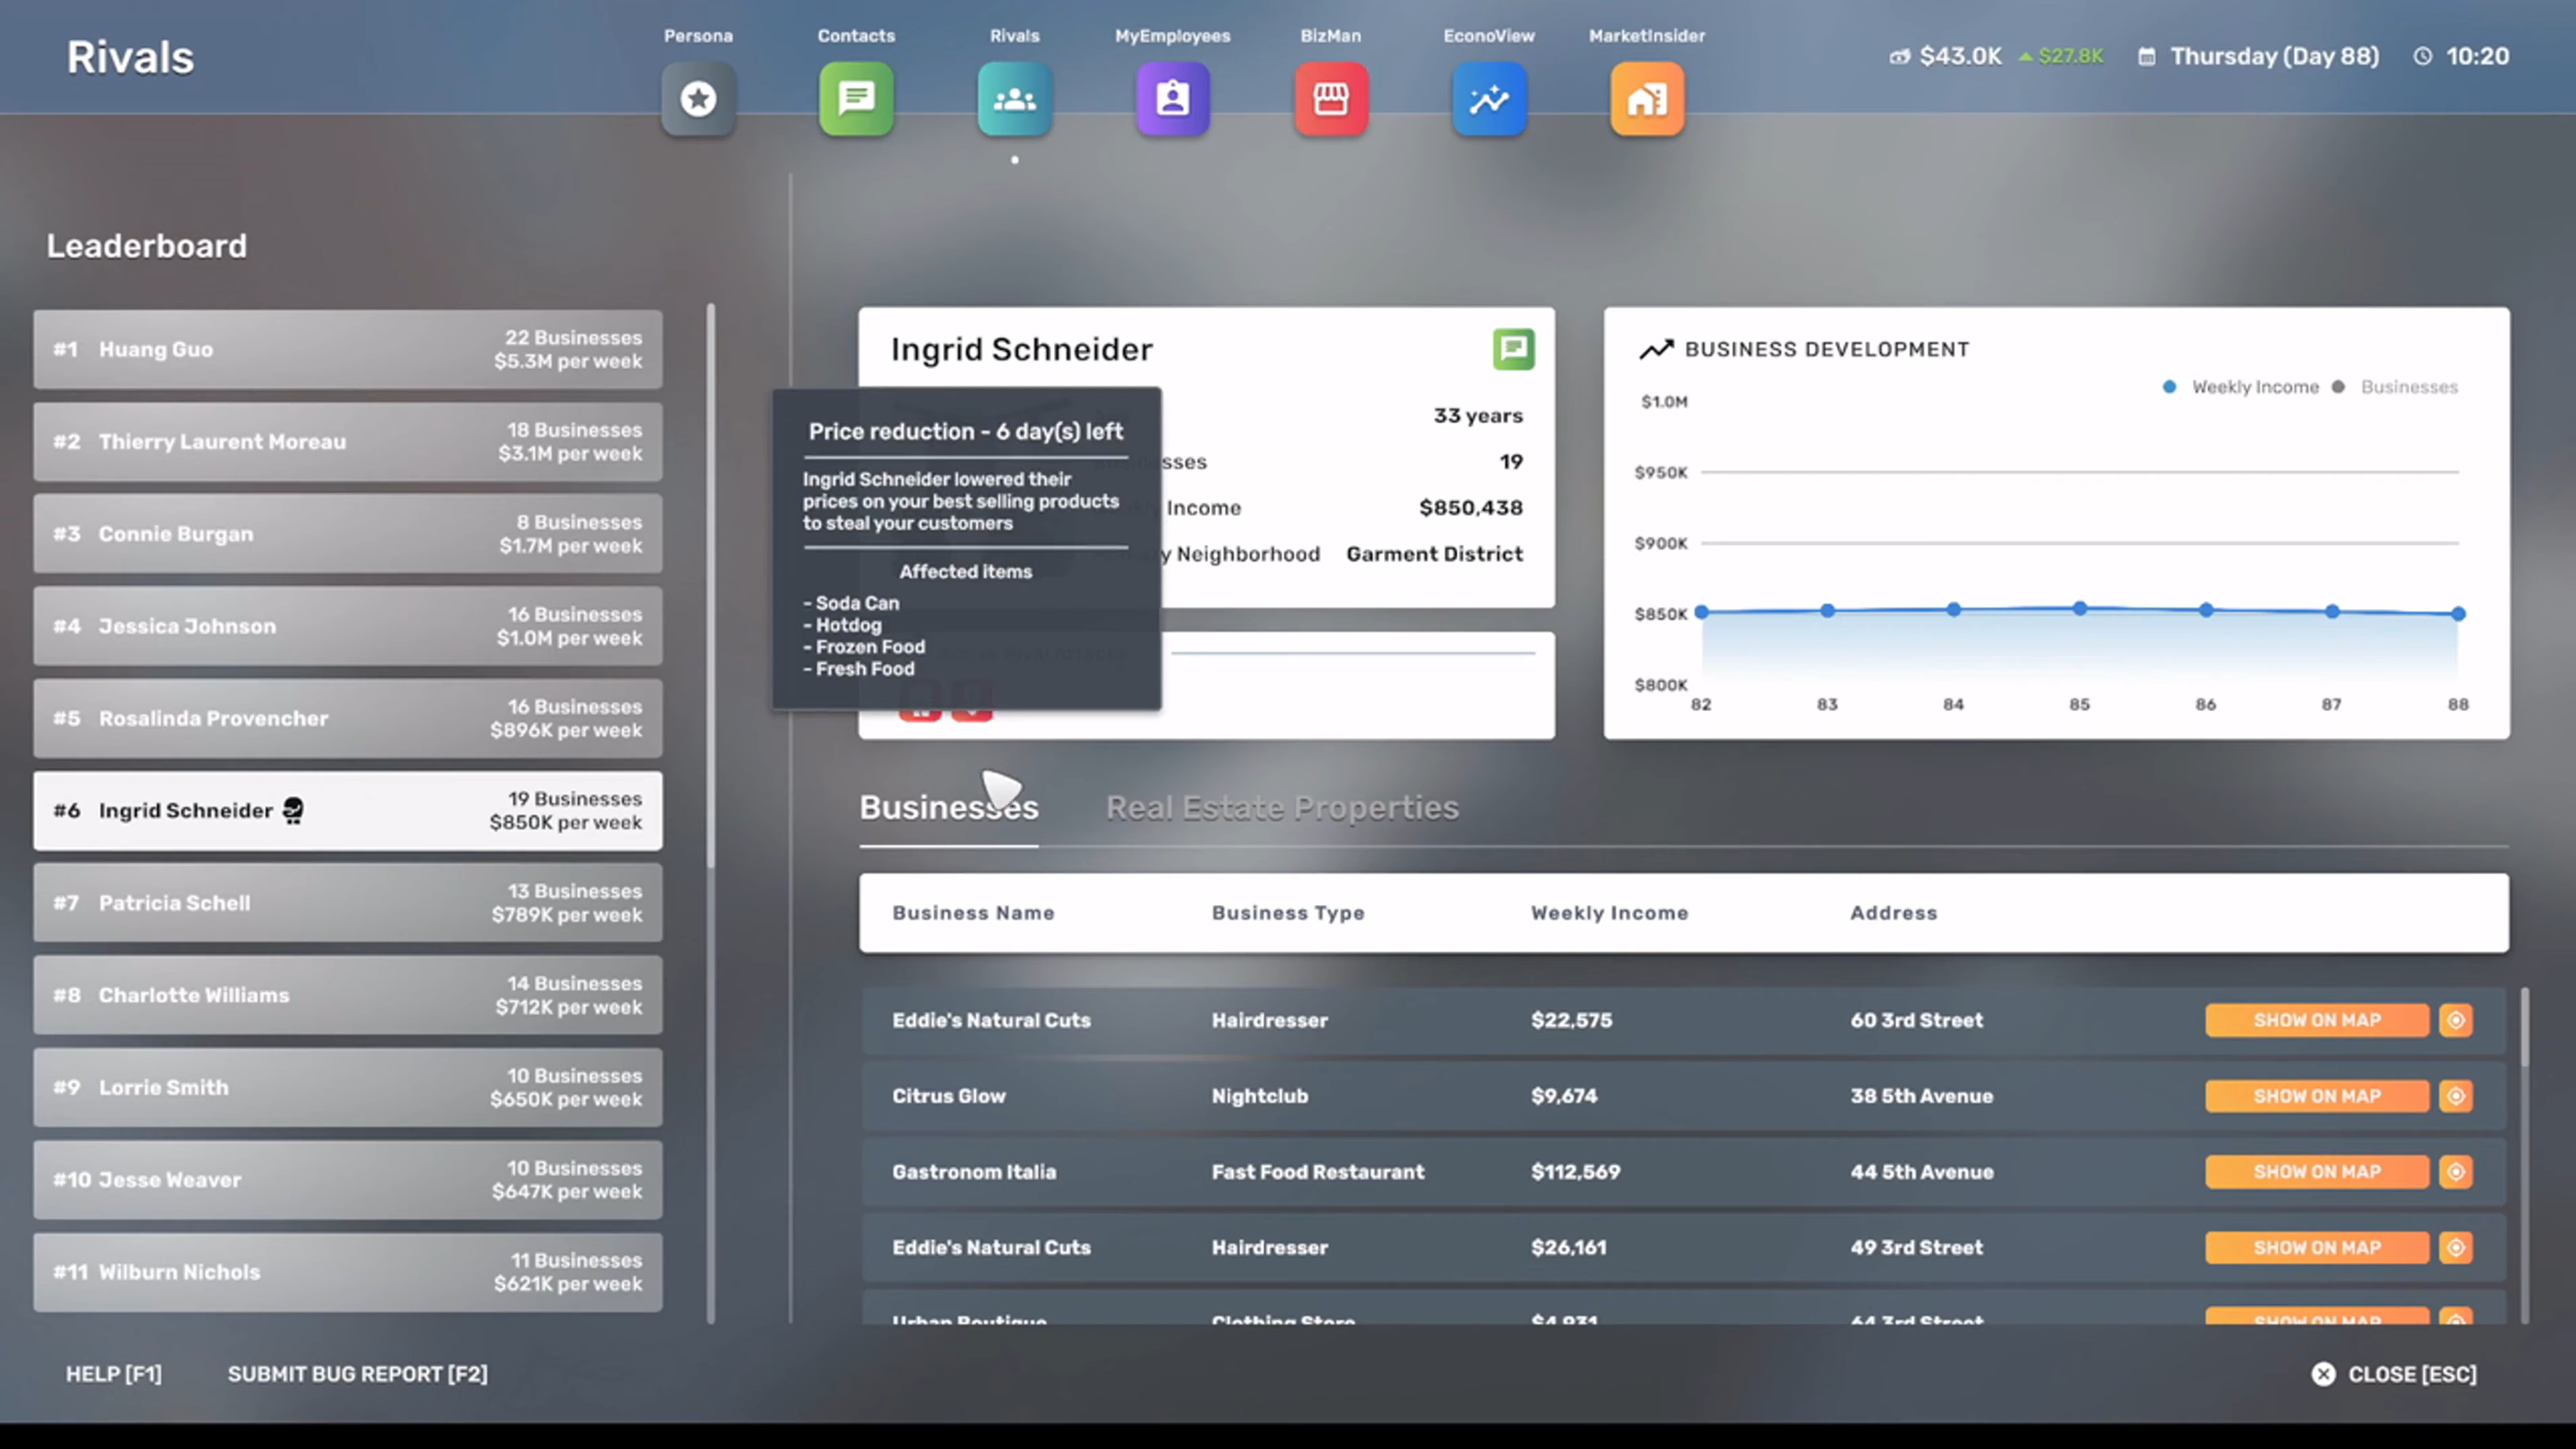 Rivals
Persona
Contacts
Rivals
MyEmployees
BizMan
EconoView
MarketInsider
$43.0K
$27.8K
Thursday (Day 88)
10:20
Leaderboard
#1 Huang Guo
22 Businesses
$5.3M per week
#2 Thierry Laurent Moreau
18 Businesses
$3.1M per week
#3 Connie Burgan
8 Businesses
$1.7M per week
#4 Jessica Johnson
16 Businesses
$1.0M per week
#5 Rosalinda Provencher
16 Businesses
$896K per week
#6 Ingrid Schneider
19 Businesses
$850K per week
#7 Patricia Schell
13 Businesses
$789K per week
#8 Charlotte Williams
14 Businesses
$712K per week
#9 Lorrie Smith
10 Businesses
$650K per week
#10 Jesse Weaver
10 Businesses
$647K per week
#11 Wilburn Nichols
11 Businesses
$621K per week
Ingrid Schneider
33 years
19
Income $850,438
Neighborhood Garment District
Price reduction - 6 day(s) left
Ingrid Schneider lowered their
prices on your best selling products
to steal your customers
Affected items
- Soda Can
- Hotdog
- Frozen Food
- Fresh Food
BUSINESS DEVELOPMENT
Weekly Income Businesses
$1.0M
$950K
$900K
$850K
$800K
82 83 84 85 86 87 88
Businesses
Real Estate Properties
Business Name Business Type Weekly Income Address
Eddie's Natural Cuts Hairdresser $22,575 60 3rd Street SHOW ON MAP
Citrus Glow Nightclub $9,674 38 5th Avenue SHOW ON MAP
Gastronom Italia Fast Food Restaurant $112,569 44 5th Avenue SHOW ON MAP
Eddie's Natural Cuts Hairdresser $26,161 49 3rd Street SHOW ON MAP
Urban Boutique Clothing Store $4,931 64 3rd Street SHOW ON MAP
HELP [F1]
SUBMIT BUG REPORT [F2]
CLOSE [ESC]